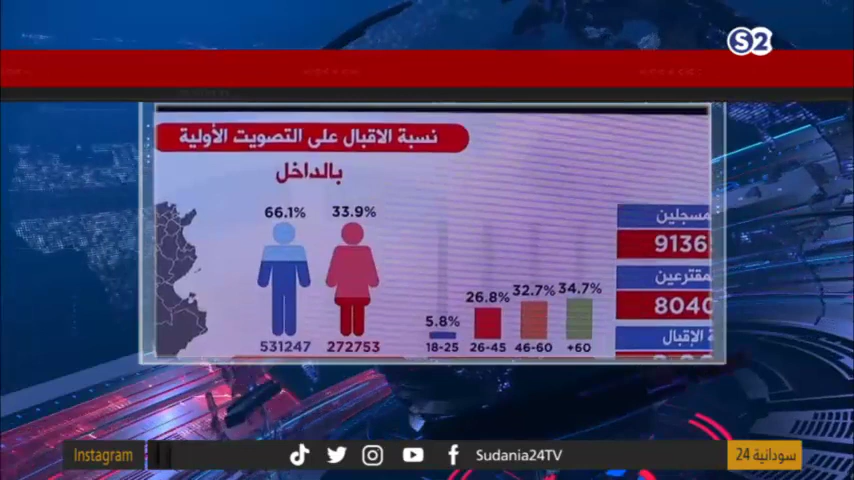 S2
نسبة الاقبال على التصويت الأولية
بالداخل
66.1% 33.9%
531247 272753
5.8% 26.8% 32.7% 34.7%
18-25 26-45 46-60 +60
مسجلين
9136
المقترعين
8040
الإقبال
Instagram
Sudania24TV
سودانية 24